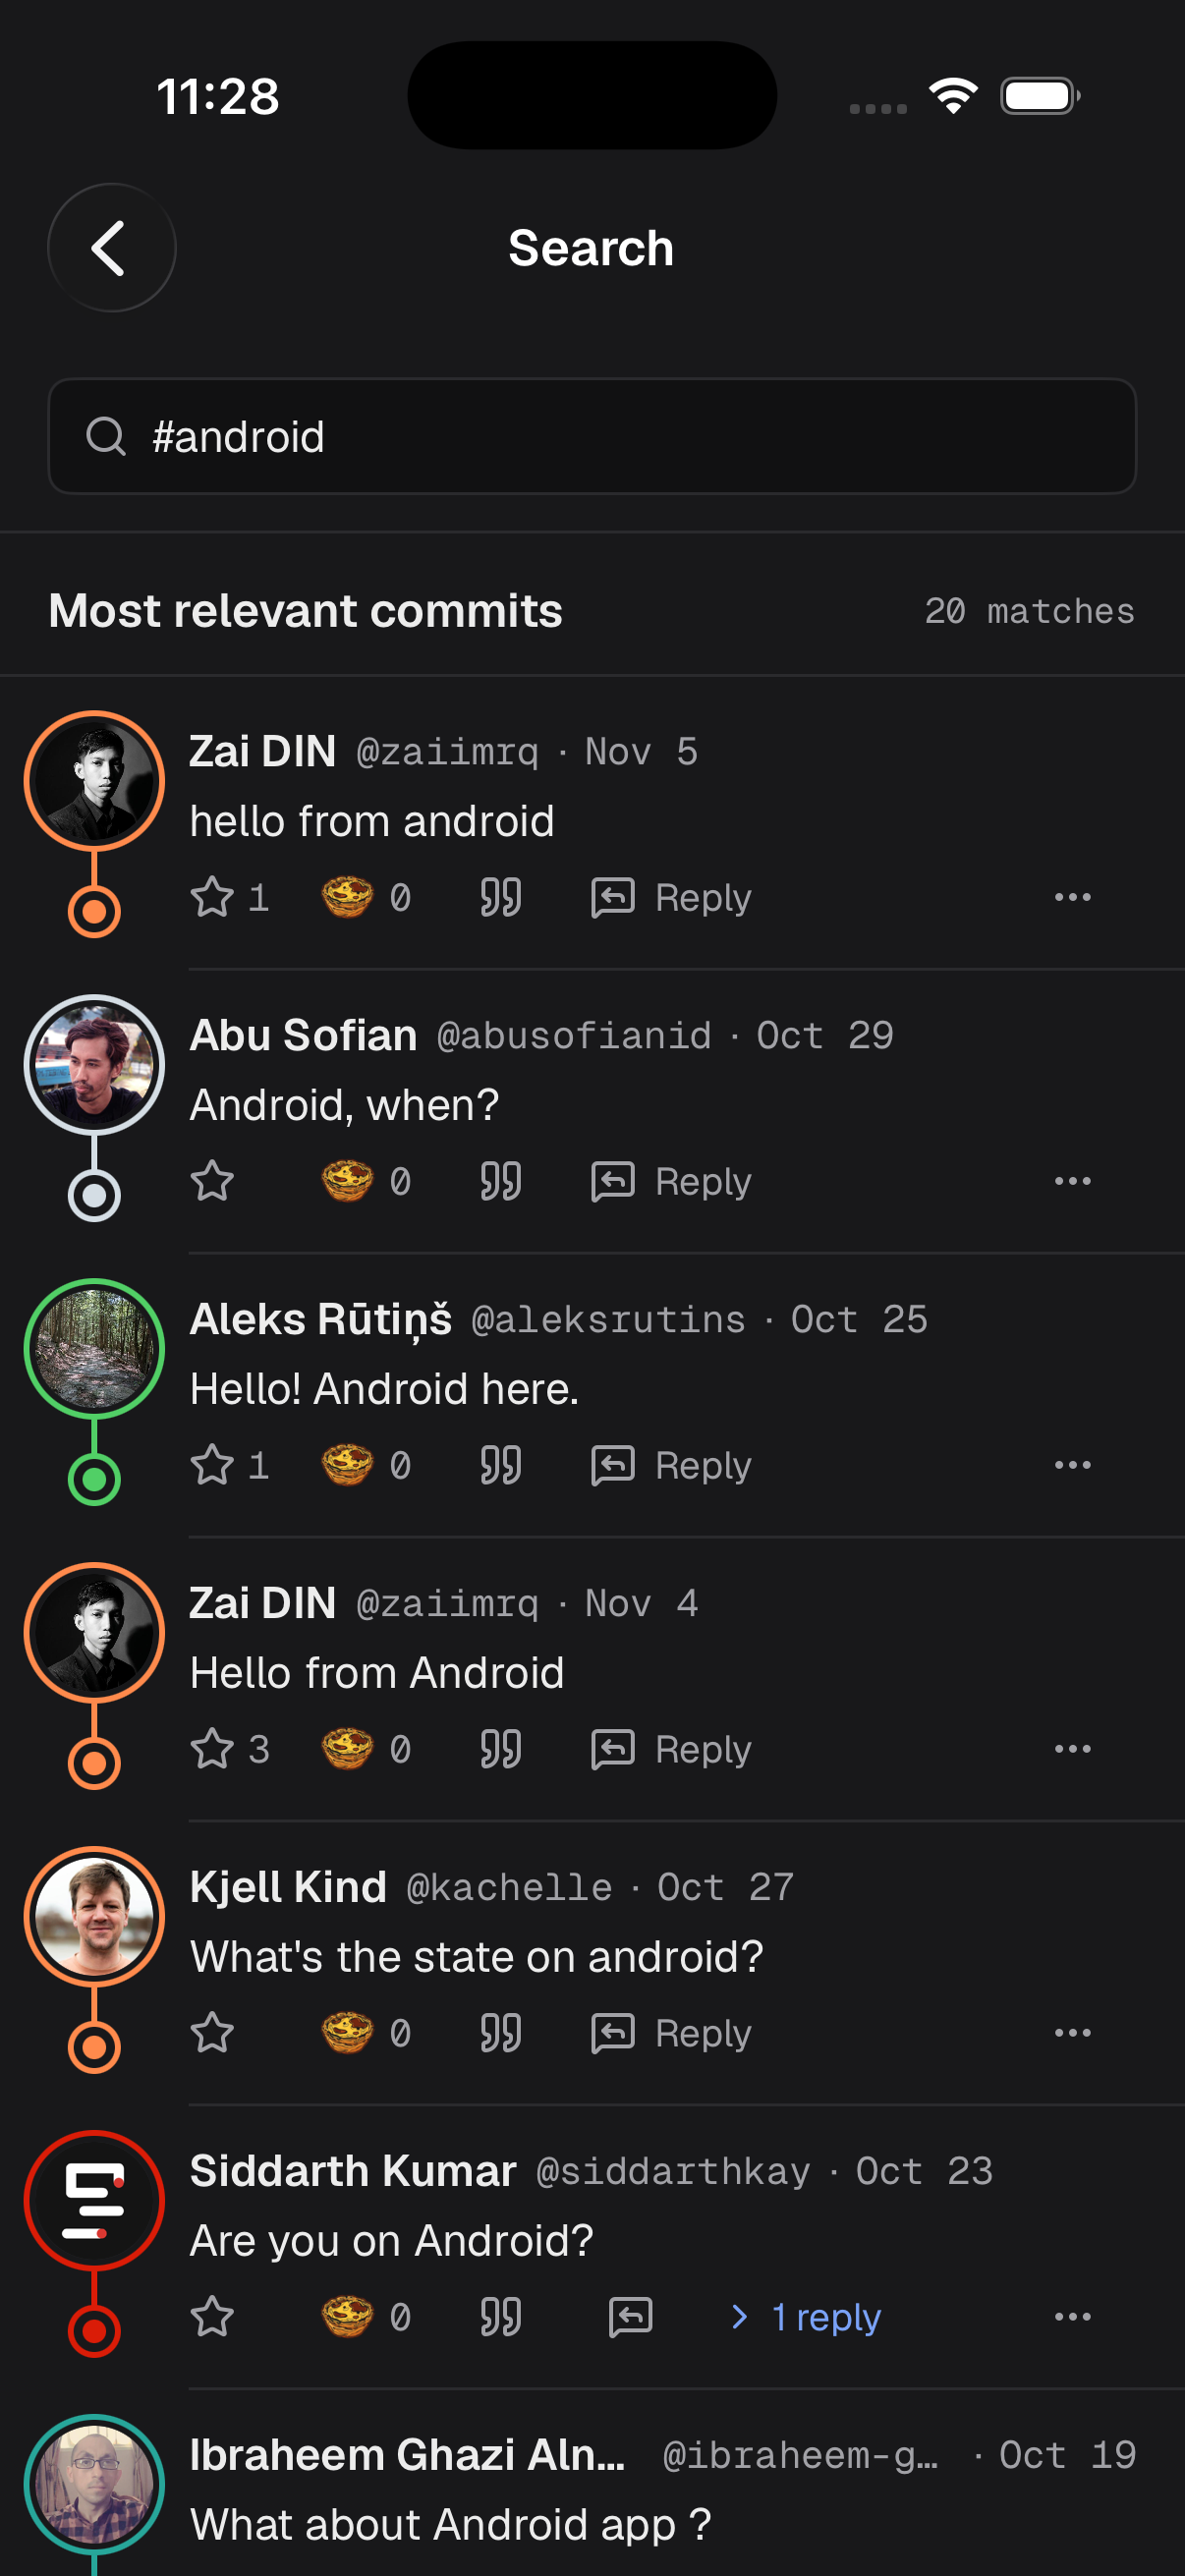 11:28
Search
#android
Most relevant commits 20 matches
Zai DIN @zaiimrq · Nov 5
hello from android
1 0 Reply
Abu Sofian @abusofianid · Oct 29
Android, when?
0 Reply
Aleks Rūtiņš @aleksrutins · Oct 25
Hello! Android here.
1 0 Reply
Zai DIN @zaiimrq · Nov 4
Hello from Android
3 0 Reply
Kjell Kind @kachelle · Oct 27
What's the state on android?
0 Reply
Siddarth Kumar @siddarthkay · Oct 23
Are you on Android?
0 1 reply
Ibraheem Ghazi Aln... @ibraheem-g... · Oct 19
What about Android app ?